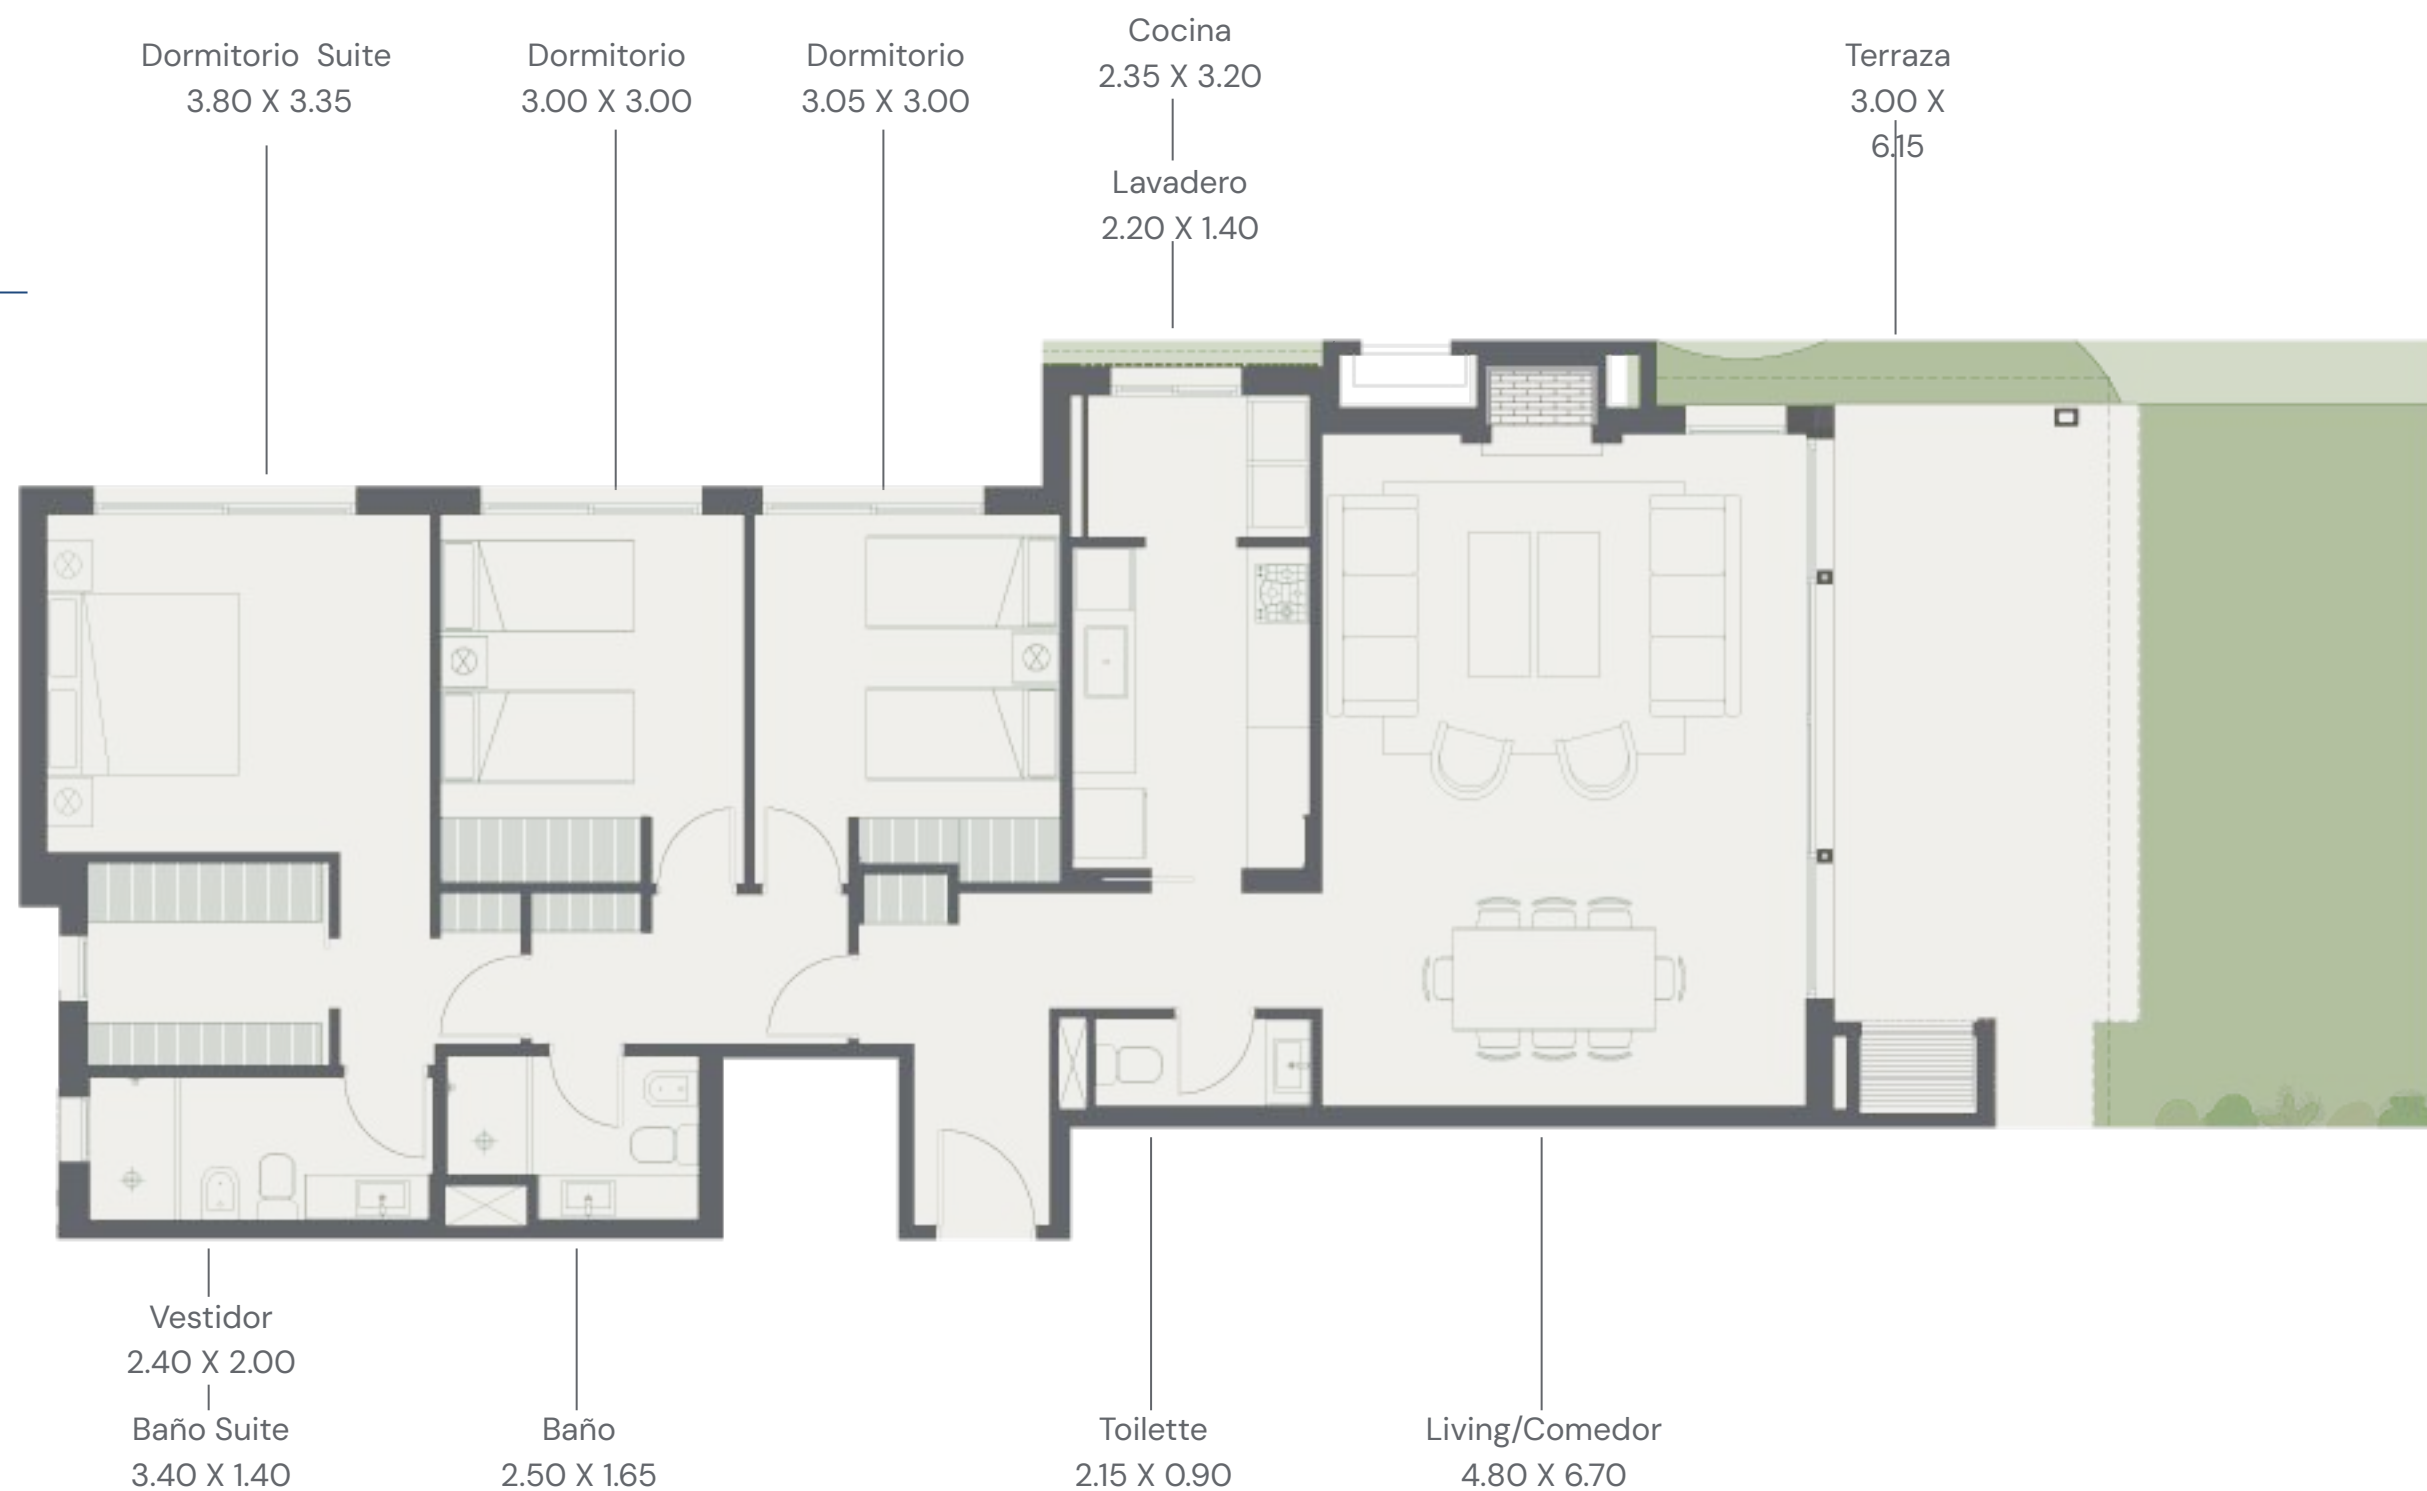 Dormitorio Suite
3.80 X 3.35
Dormitorio
3.00 X 3.00
Dormitorio
3.05 X 3.00
Cocina
2.35 X 3.20
Lavadero
2.20 X 1.40
Terraza
3.00 X
6.15
Vestidor
2.40 X 2.00
Baño Suite
3.40 X 1.40
Baño
2.50 X 1.65
Toilette
2.15 X 0.90
Living/Comedor
4.80 X 6.70